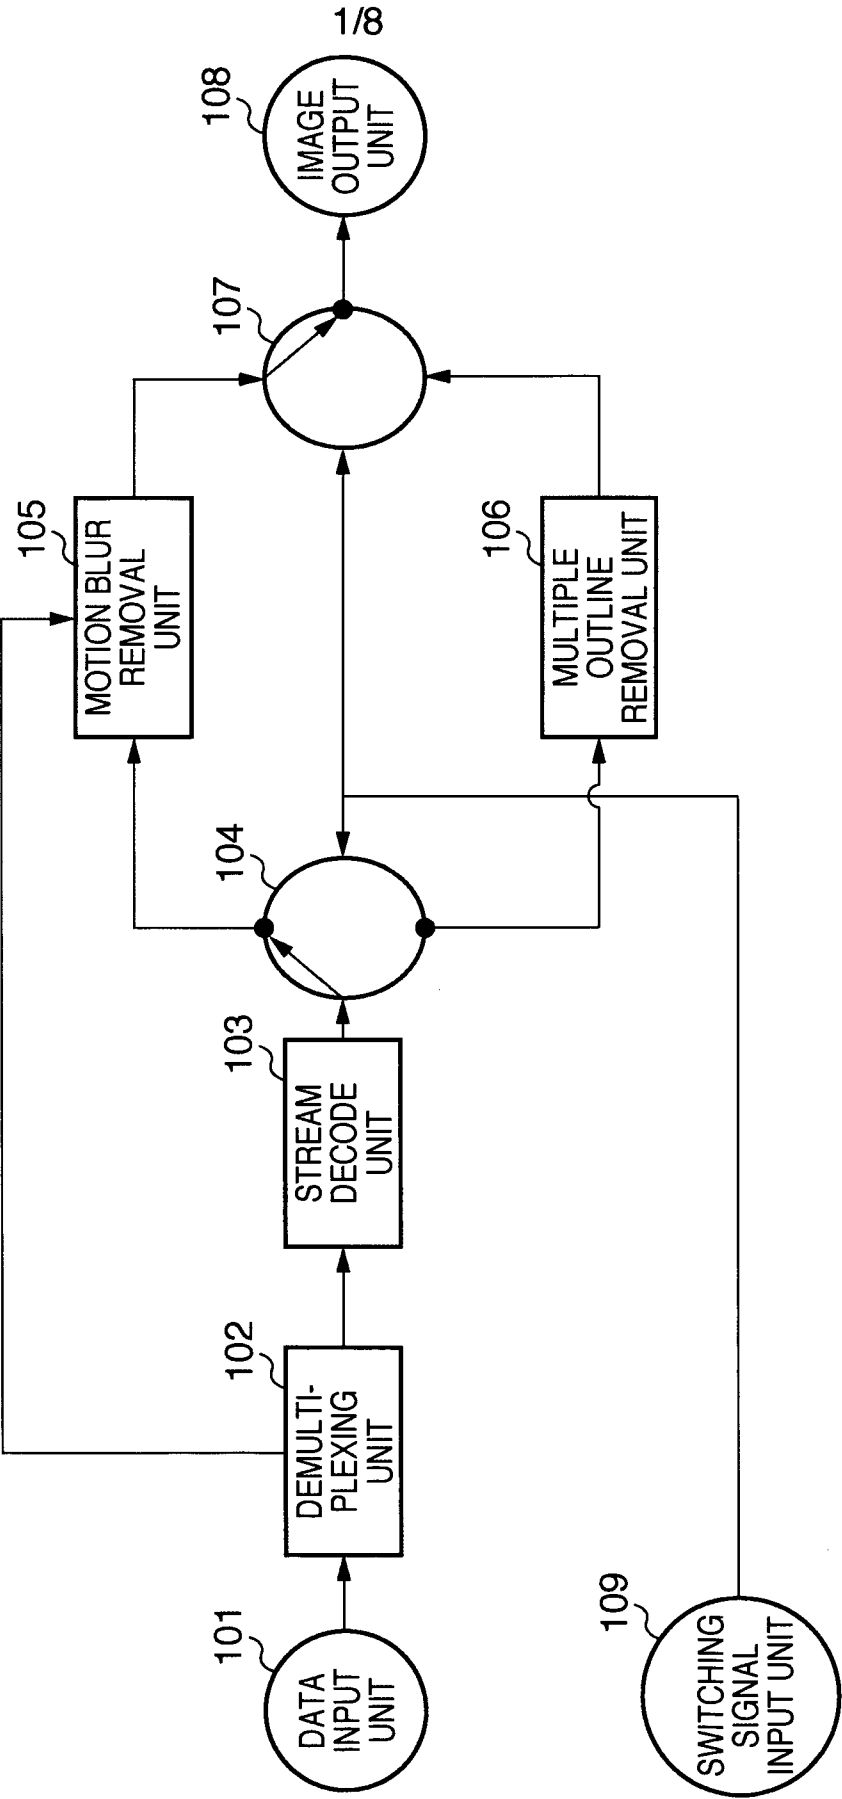 1/8
101
DATA
INPUT
UNIT
102
DEMULTI-
PLEXING
UNIT
103
STREAM
DECODE
UNIT
104
105
MOTION BLUR
REMOVAL
UNIT
106
MULTIPLE
OUTLINE
REMOVAL UNIT
107
108
IMAGE
OUTPUT
UNIT
109
SWITCHING
SIGNAL
INPUT UNIT